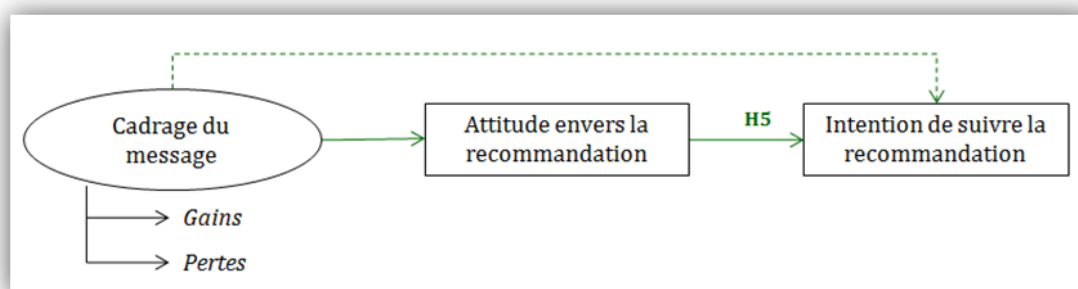 Cadrage du
message
Attitude envers la
recommandation
H5
Intention de suivre la
recommandation
Gains
Pertes